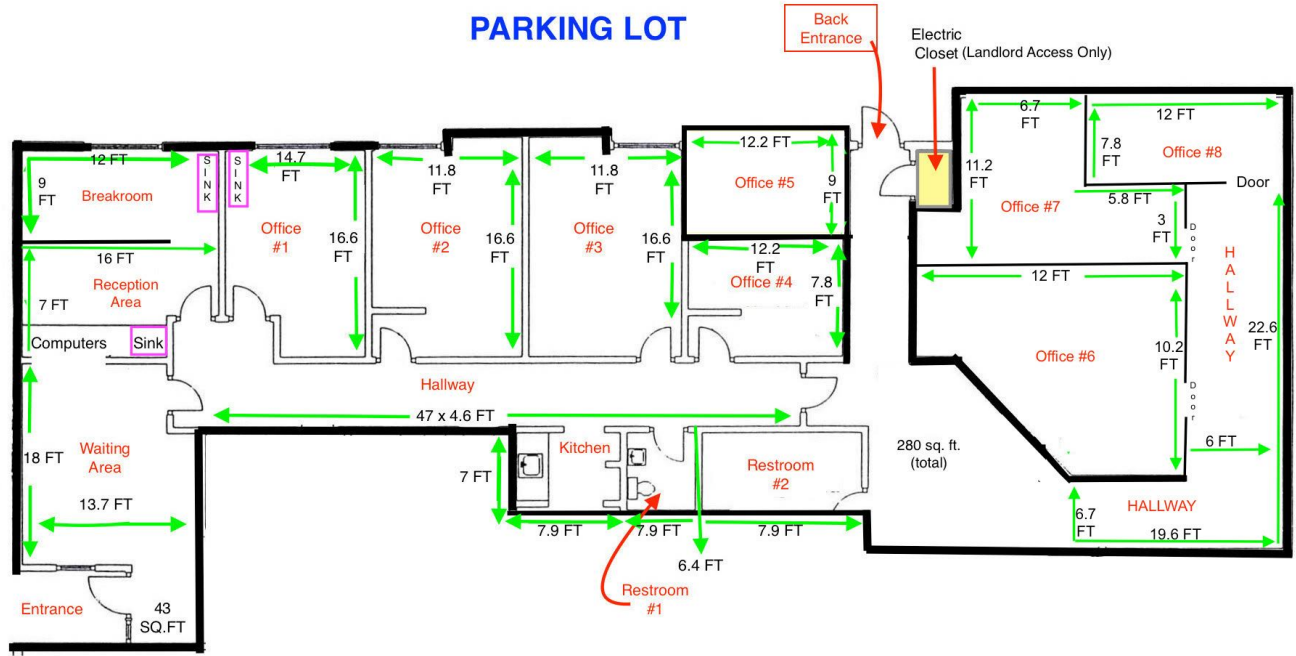 PARKING LOT
Back
Entrance
Electric
Closet (Landlord Access Only)
12 FT
9
FT
Breakroom
SINK
SINK
14.7
FT
Office
#1
16.6
FT
11.8
FT
Office
#2
16.6
FT
11.8
FT
Office
#3
16.6
FT
12.2 FT
Office #5
9
FT
12.2
FT
Office #4
7.8
FT
6.7
FT
12 FT
7.8
FT
Office #8
11.2
FT
Office #7
5.8 FT
Door
3
FT
Door
16 FT
Reception
Area
7 FT
Computers
Sink
12 FT
Office #6
10.2
FT
Door
HALLWAY
22.6
FT
6 FT
Hallway
47 x 4.6 FT
Waiting
Area
18 FT
13.7 FT
Kitchen
7 FT
Restroom
#2
280 sq. ft.
(total)
7.9 FT
7.9 FT
7.9 FT
6.4 FT
Restroom
#1
HALLWAY
6.7
FT
19.6 FT
Entrance
43
SQ.FT